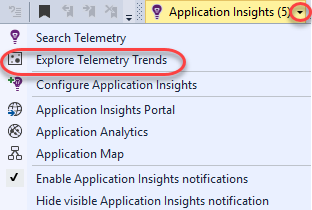 Application Insights (5)
Search Telemetry
Explore Telemetry Trends
Configure Application Insights
Application Insights Portal
Application Analytics
Application Map
Enable Application Insights notifications
Hide visible Application Insights notification